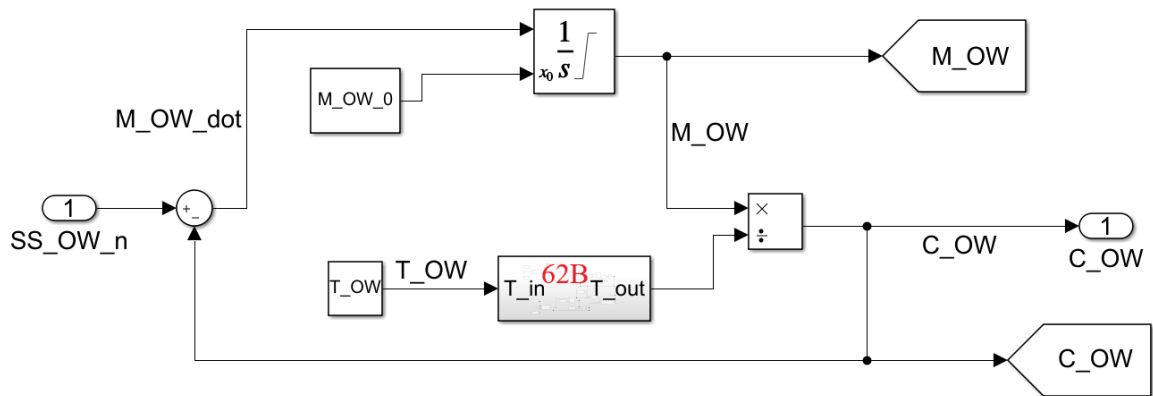 1
s
x0
M_OW
M_OW_0
M_OW_dot
M_OW
1
SS_OW_n
+
_
×
÷
C_OW
1
C_OW
T_OW
T_OW
T_in
62B
T_out
C_OW